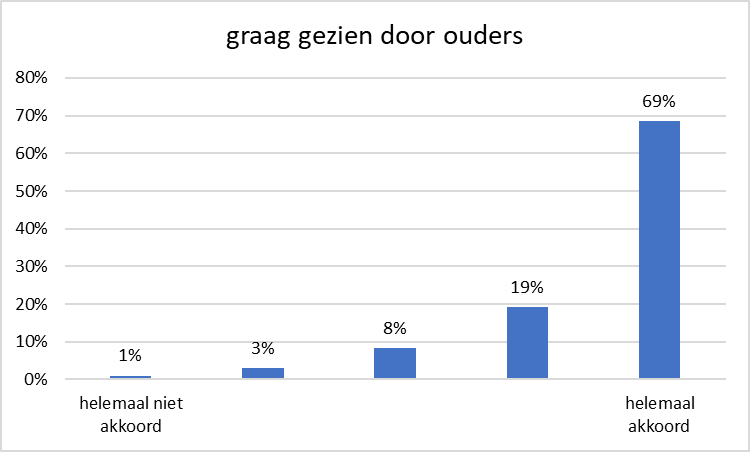 graag gezien door ouders
80%
70%
60%
50%
40%
30%
20%
10%
0%
1%
3%
8%
19%
69%
helemaal niet
akkoord
helemaal
akkoord